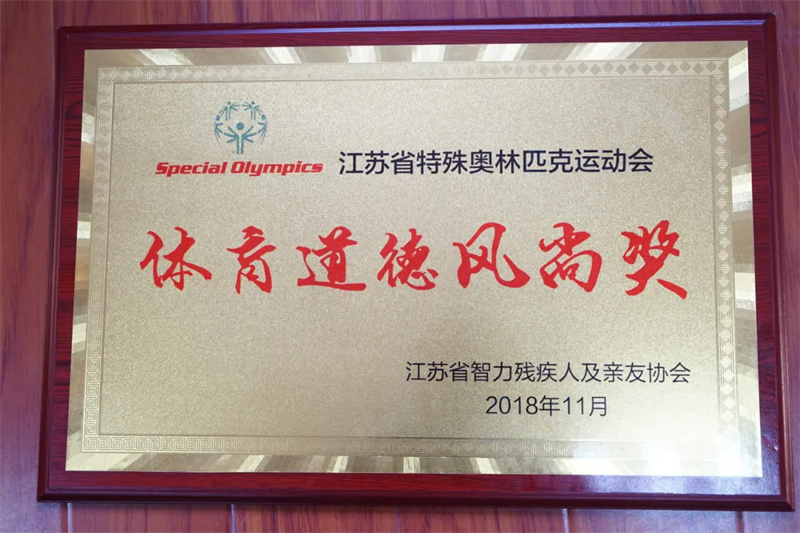 Special Olympics 江苏省特殊奥林匹克运动会
体育道德风尚奖
江苏省智力残疾人及亲友协会
2018年11月